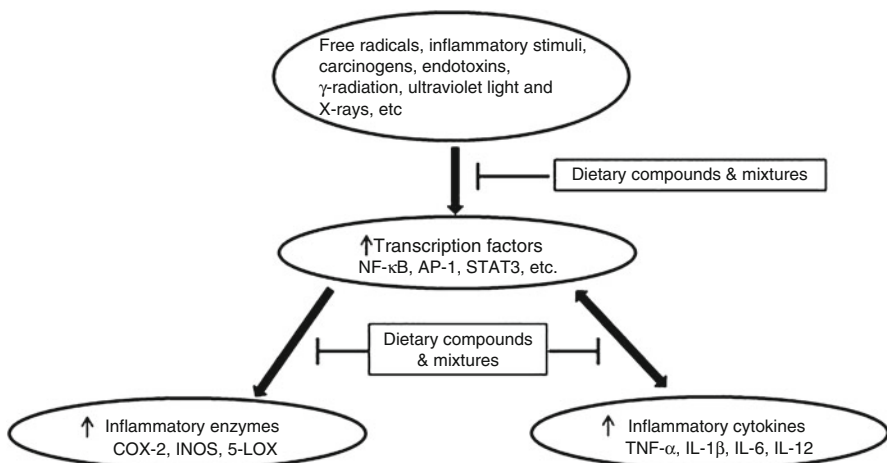 Free radicals, inflammatory stimuli,
carcinogens, endotoxins,
γ-radiation, ultraviolet light and
X-rays, etc
Dietary compounds & mixtures
↑Transcription factors
NF-κB, AP-1, STAT3, etc.
Dietary compounds
& mixtures
↑ Inflammatory enzymes
COX-2, INOS, 5-LOX
↑ Inflammatory cytokines
TNF-α, IL-1β, IL-6, IL-12